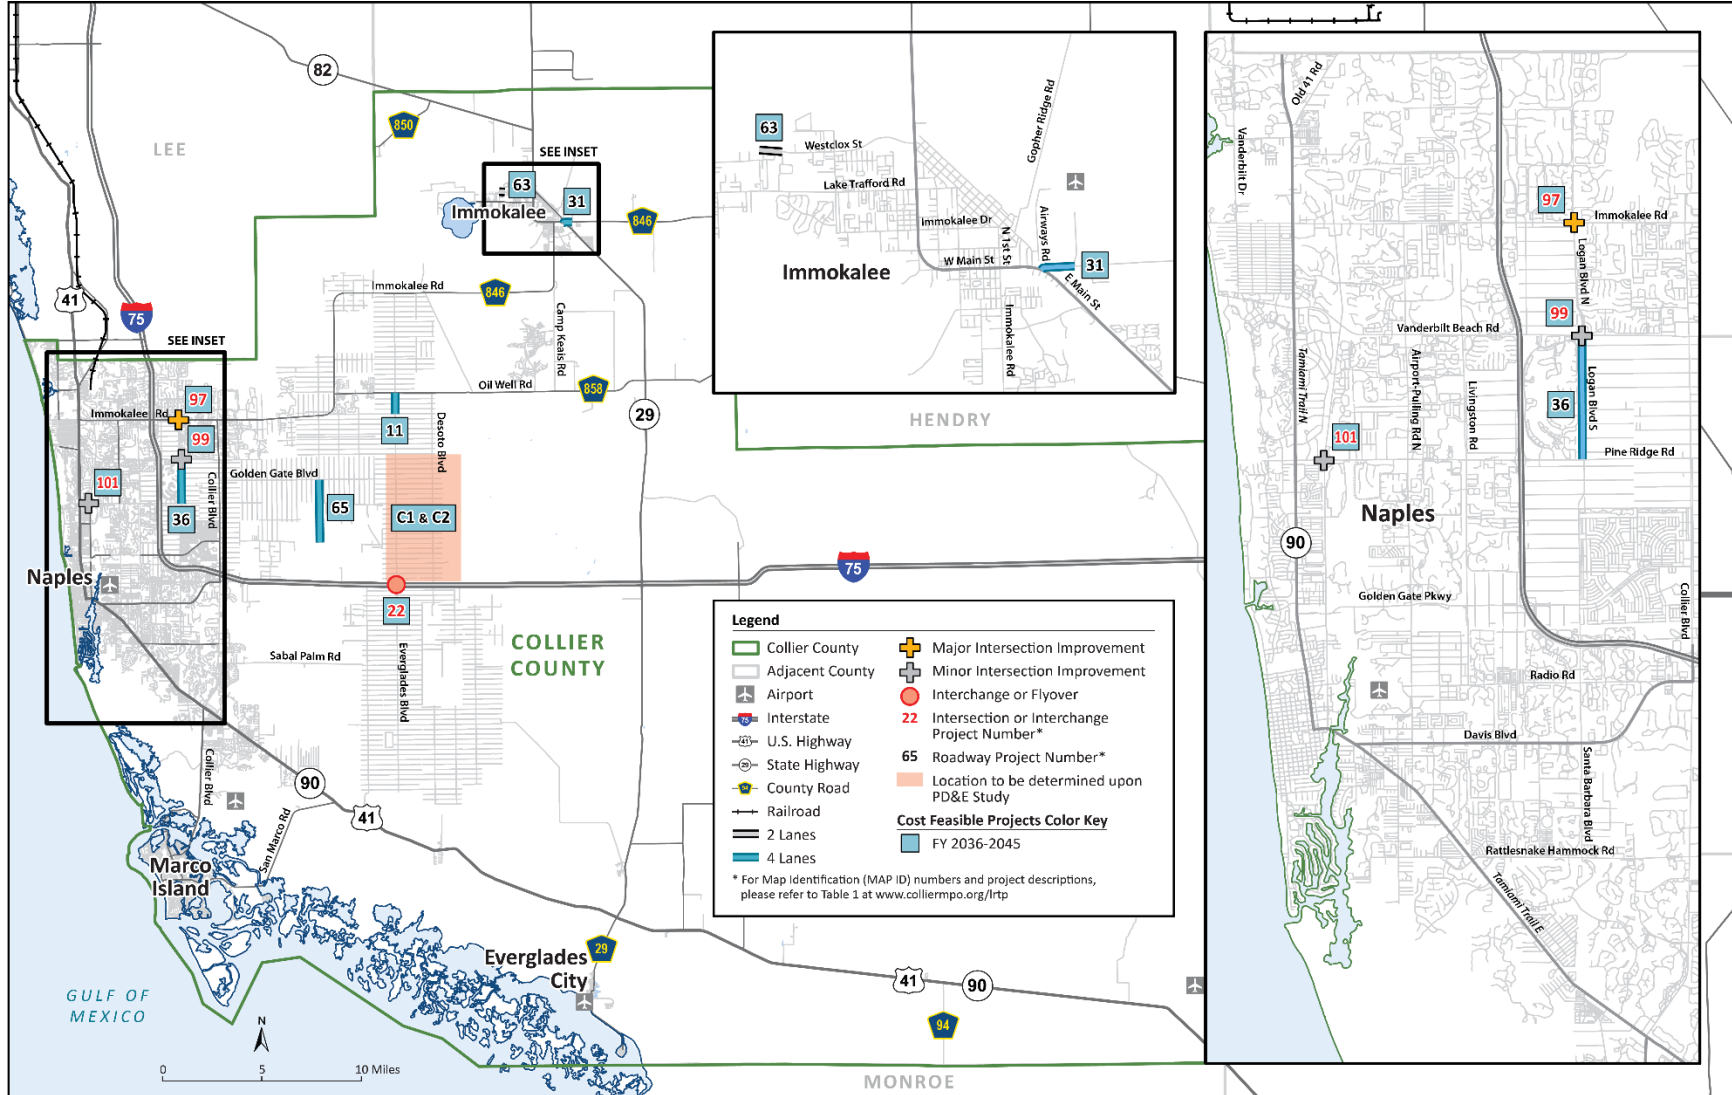 82
850
LEE
SEE INSET
63
31
Immokalee
846
41
75
Immokalee Rd
846
Camp Keais Rd
SEE INSET
Oil Well Rd
858
97
Immokalee Rd
99
11
Desoto Blvd
29
HENDRY
101
Golden Gate Blvd
Collier Blvd
36
65
C1 & C2
75
Naples
22
COLLIER
COUNTY
Sabal Palm Rd
Everglades Blvd
Collier Blvd
90
41
San Marco Rd
Marco
Island
Everglades
City
29
41
90
94
GULF OF
MEXICO
N
0
5
10 Miles
MONROE
63
Westclox St
Lake Trafford Rd
Gopher Ridge Rd
Immokalee Dr
N 1st St
Airways Rd
W Main St
31
E Main St
Immokalee
Immokalee Rd
Legend
Collier County
Adjacent County
Airport
75
Interstate
41
U.S. Highway
29
State Highway
94
County Road
Railroad
2 Lanes
4 Lanes
Major Intersection Improvement
Minor Intersection Improvement
Interchange or Flyover
22
Intersection or Interchange
Project Number*
65
Roadway Project Number*
Location to be determined upon
PD&E Study
Cost Feasible Projects Color Key
FY 2036-2045
* For Map Identification (MAP ID) numbers and project descriptions,
please refer to Table 1 at www.colliermpo.org/lrtp
Old 41 Rd
Vanderbilt Dr
97
Immokalee Rd
Logan Blvd N
99
Vanderbilt Beach Rd
Tamiami Trail N
Airport-Pulling Rd N
Livingston Rd
Logan Blvd S
36
101
Pine Ridge Rd
Naples
90
Golden Gate Pkwy
Collier Blvd
Radio Rd
Davis Blvd
Santa Barbara Blvd
Rattlesnake Hammock Rd
Tamiami Trail E